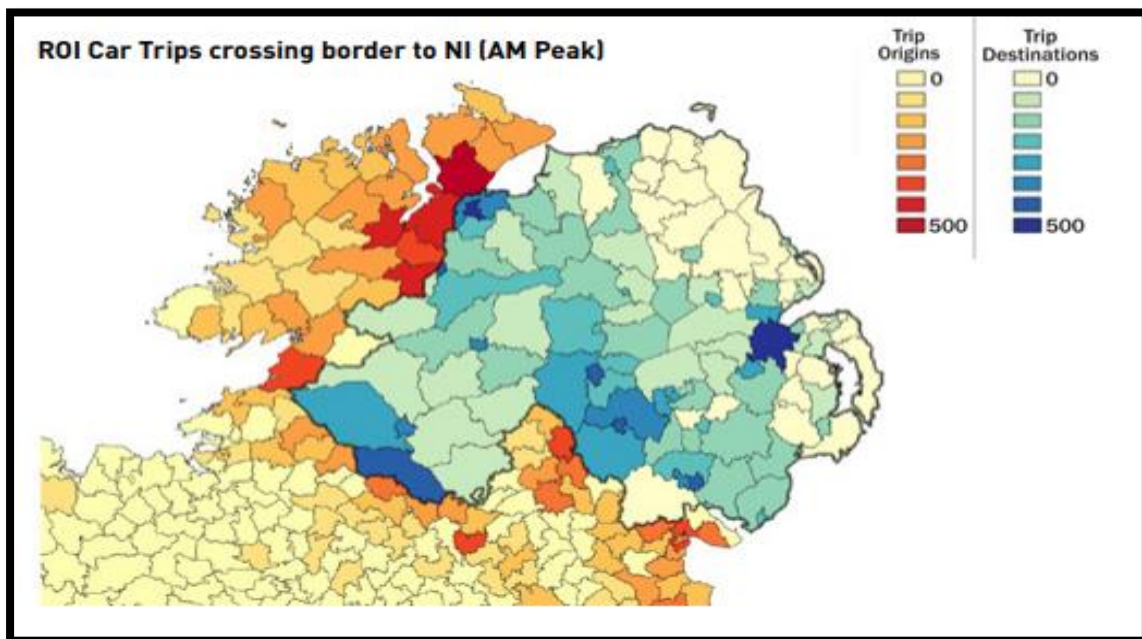 ROI Car Trips crossing border to NI (AM Peak)
Trip
Origins
0
500
Trip
Destinations
0
500